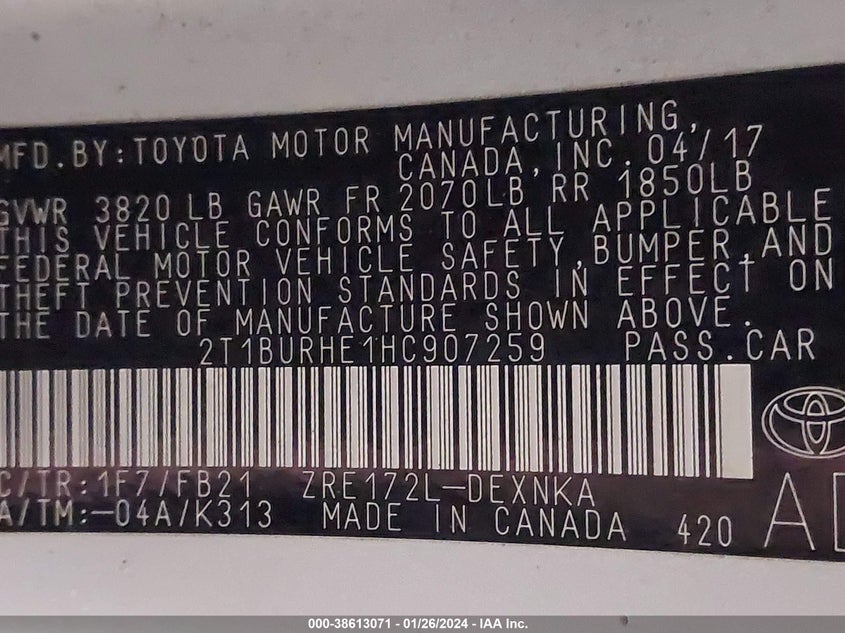 MFD.BY:TOYOTA MOTOR MANUFACTURING,
CANADA,INC. 04/17
GVWR 3820 LB GAWR FR 2070LB RR 1850LB
THIS VEHICLE CONFORMS TO ALL APPLICABLE
FEDERAL MOTOR VEHICLE SAFETY,BUMPER,AND
THEFT PREVENTION STANDARDS IN EFFECT ON
THE DATE OF MANUFACTURE SHOWN ABOVE.
2T1BURHE1HC907259 PASS.CAR
C/TR:1F7/FB21 ZRE172L-DEXNKA
A/TM:-04A/K313 MADE IN CANADA 420
000-38613071 | 01/26/2024 - IAA Inc.